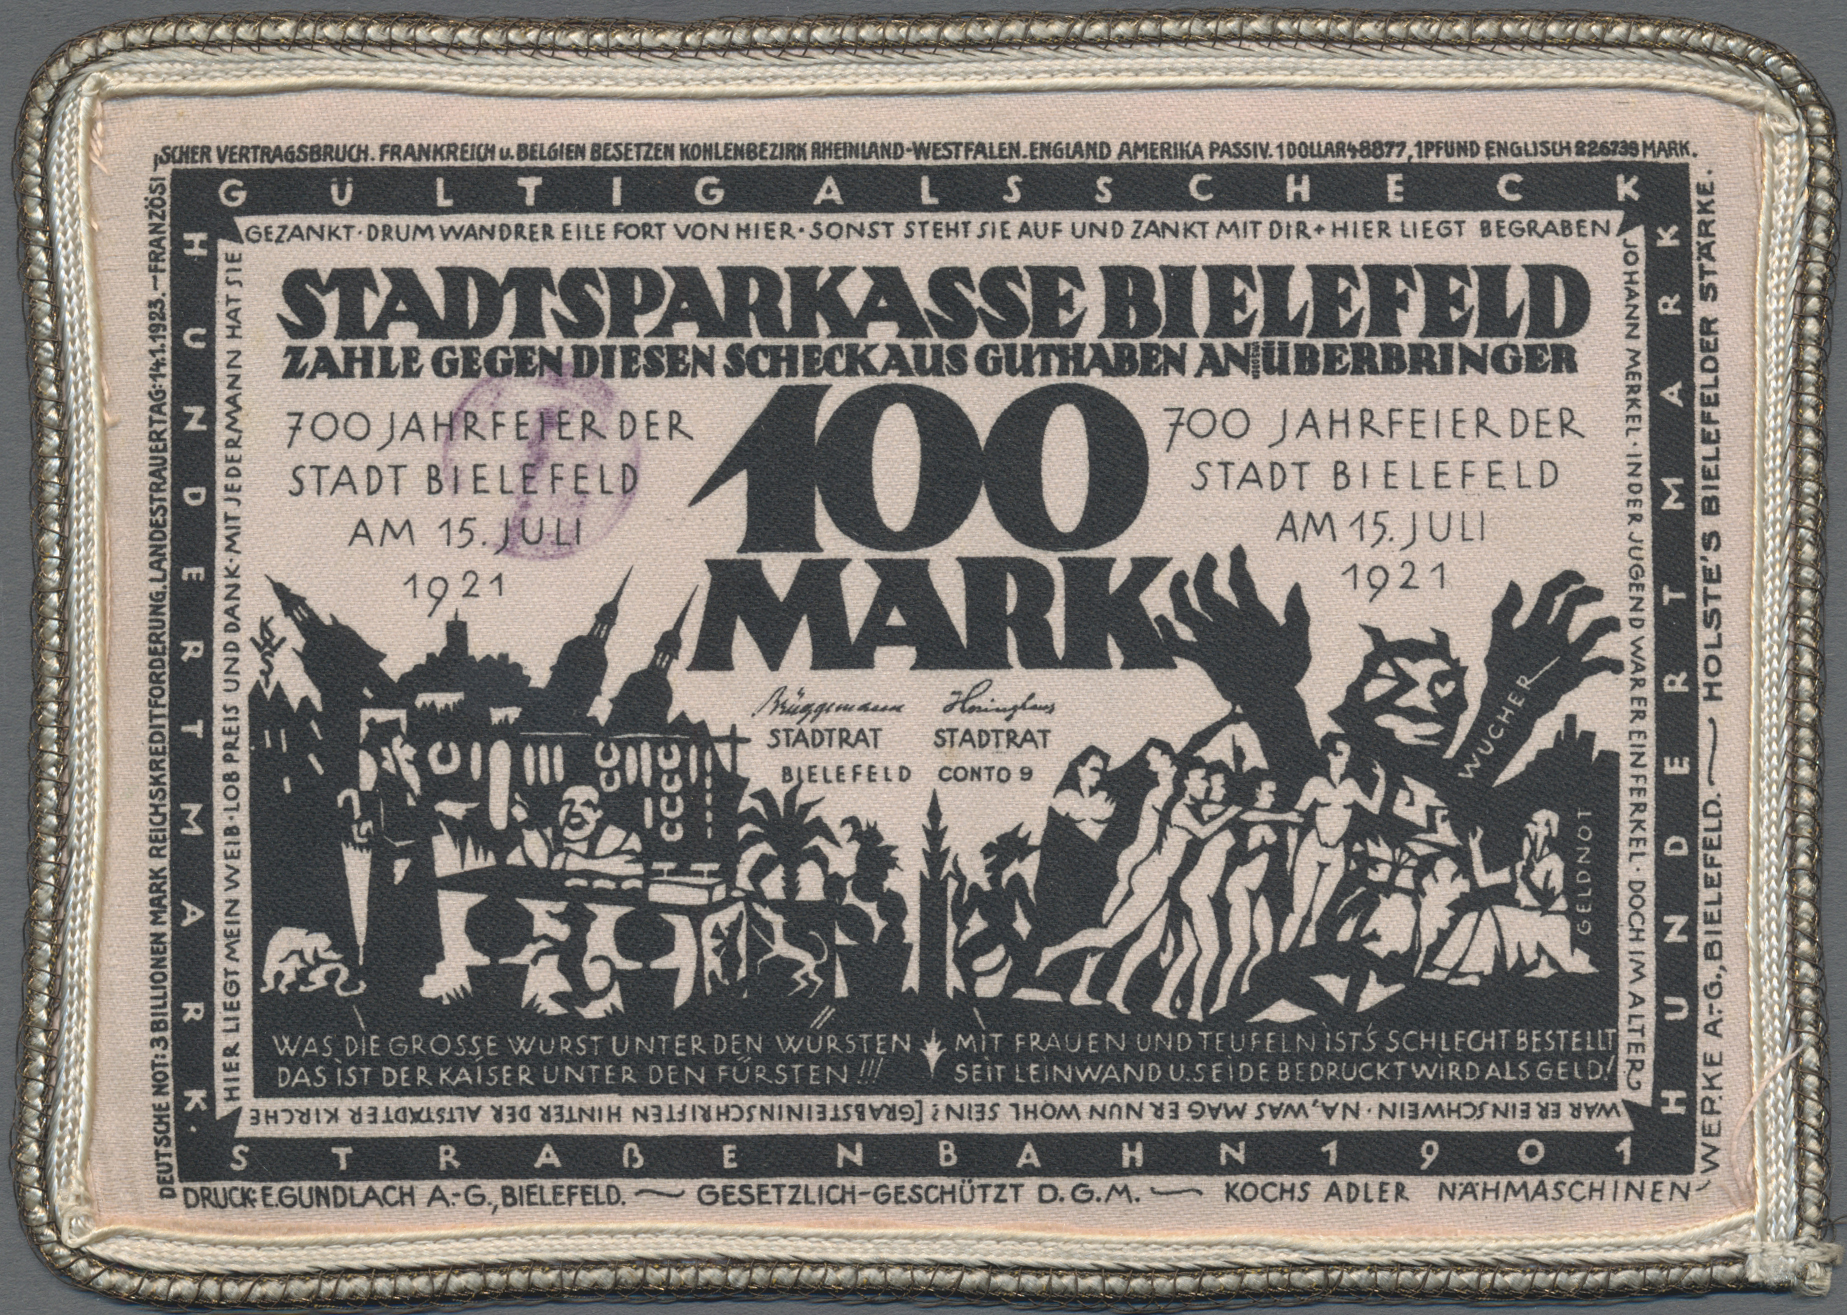 DEUTSCHE NOT: 3 BILLIONEN MARK REICHSKREDITFORDERUNG. LANDESTRAUERTAG: 14.1.1923. — FRANZÖSI-
SCHER VERTRAGSBRUCH. FRANKREICH u. BELGIEN BESETZEN KOHLENBEZIRK RHEINLAND-WESTFALEN. ENGLAND AMERIKA PASSIV. 1 DOLLAR 48877, 1 PFUND ENGLISCH 226739 MARK.
GÜLTIG ALS SCHECK
HUNDERT MARK
HUNDERTMARK.
HUNDERTMARK
HIER LIEGT MEIN WEIB · LOB PREIS UND DANK · MIT JEDERMANN HAT SIE
GEZANKT · DRUM WANDRER EILE FORT VON HIER · SONST STEHT SIE AUF UND ZANKT MIT DIR + HIER LIEGT BEGRABEN
JOHANN MERKEL · IN DER JUGEND WAR ER EIN FERKEL · DOCH IM ALTER
WAR ER EIN SCHWEIN · NA, WAS MAG ER NUN WOHL SEIN? [GRABSTEININSCHRIFTEN HINTER DER ALTSTÄDTER KIRCHE
STADTSPARKASSE BIELEFELD
ZAHLE GEGEN DIESEN SCHECK AUS GUTHABEN AN ÜBERBRINGER
700 JAHRFEIER DER
STADT BIELEFELD
AM 15. JULI
1921
100
MARK
700 JAHRFEIER DER
STADT BIELEFELD
AM 15. JULI
1921
Brüggemann
STADTRAT STADTRAT
BIELEFELD CONTO 9
WUCHER
GELDNOT
WAS DIE GROSSE WURST UNTER DEN WÜRSTEN
DAS IST DER KAISER UNTER DEN FÜRSTEN!!!
MIT FRAUEN UND TEUFELN IST'S SCHLECHT BESTELLT
SEIT LEINWAND U. SEIDE BEDRUCKT WIRD ALS GELD!
STRAßENBAHN 1901
DRUCK: E. GUNDLACH A.-G., BIELEFELD. — GESETZLICH-GESCHÜTZT D.G.M. — KOCHS ADLER NÄHMASCHINEN-
WERKE A.-G., BIELEFELD. — HOLSTE'S BIELEFELDER STÄRKE.